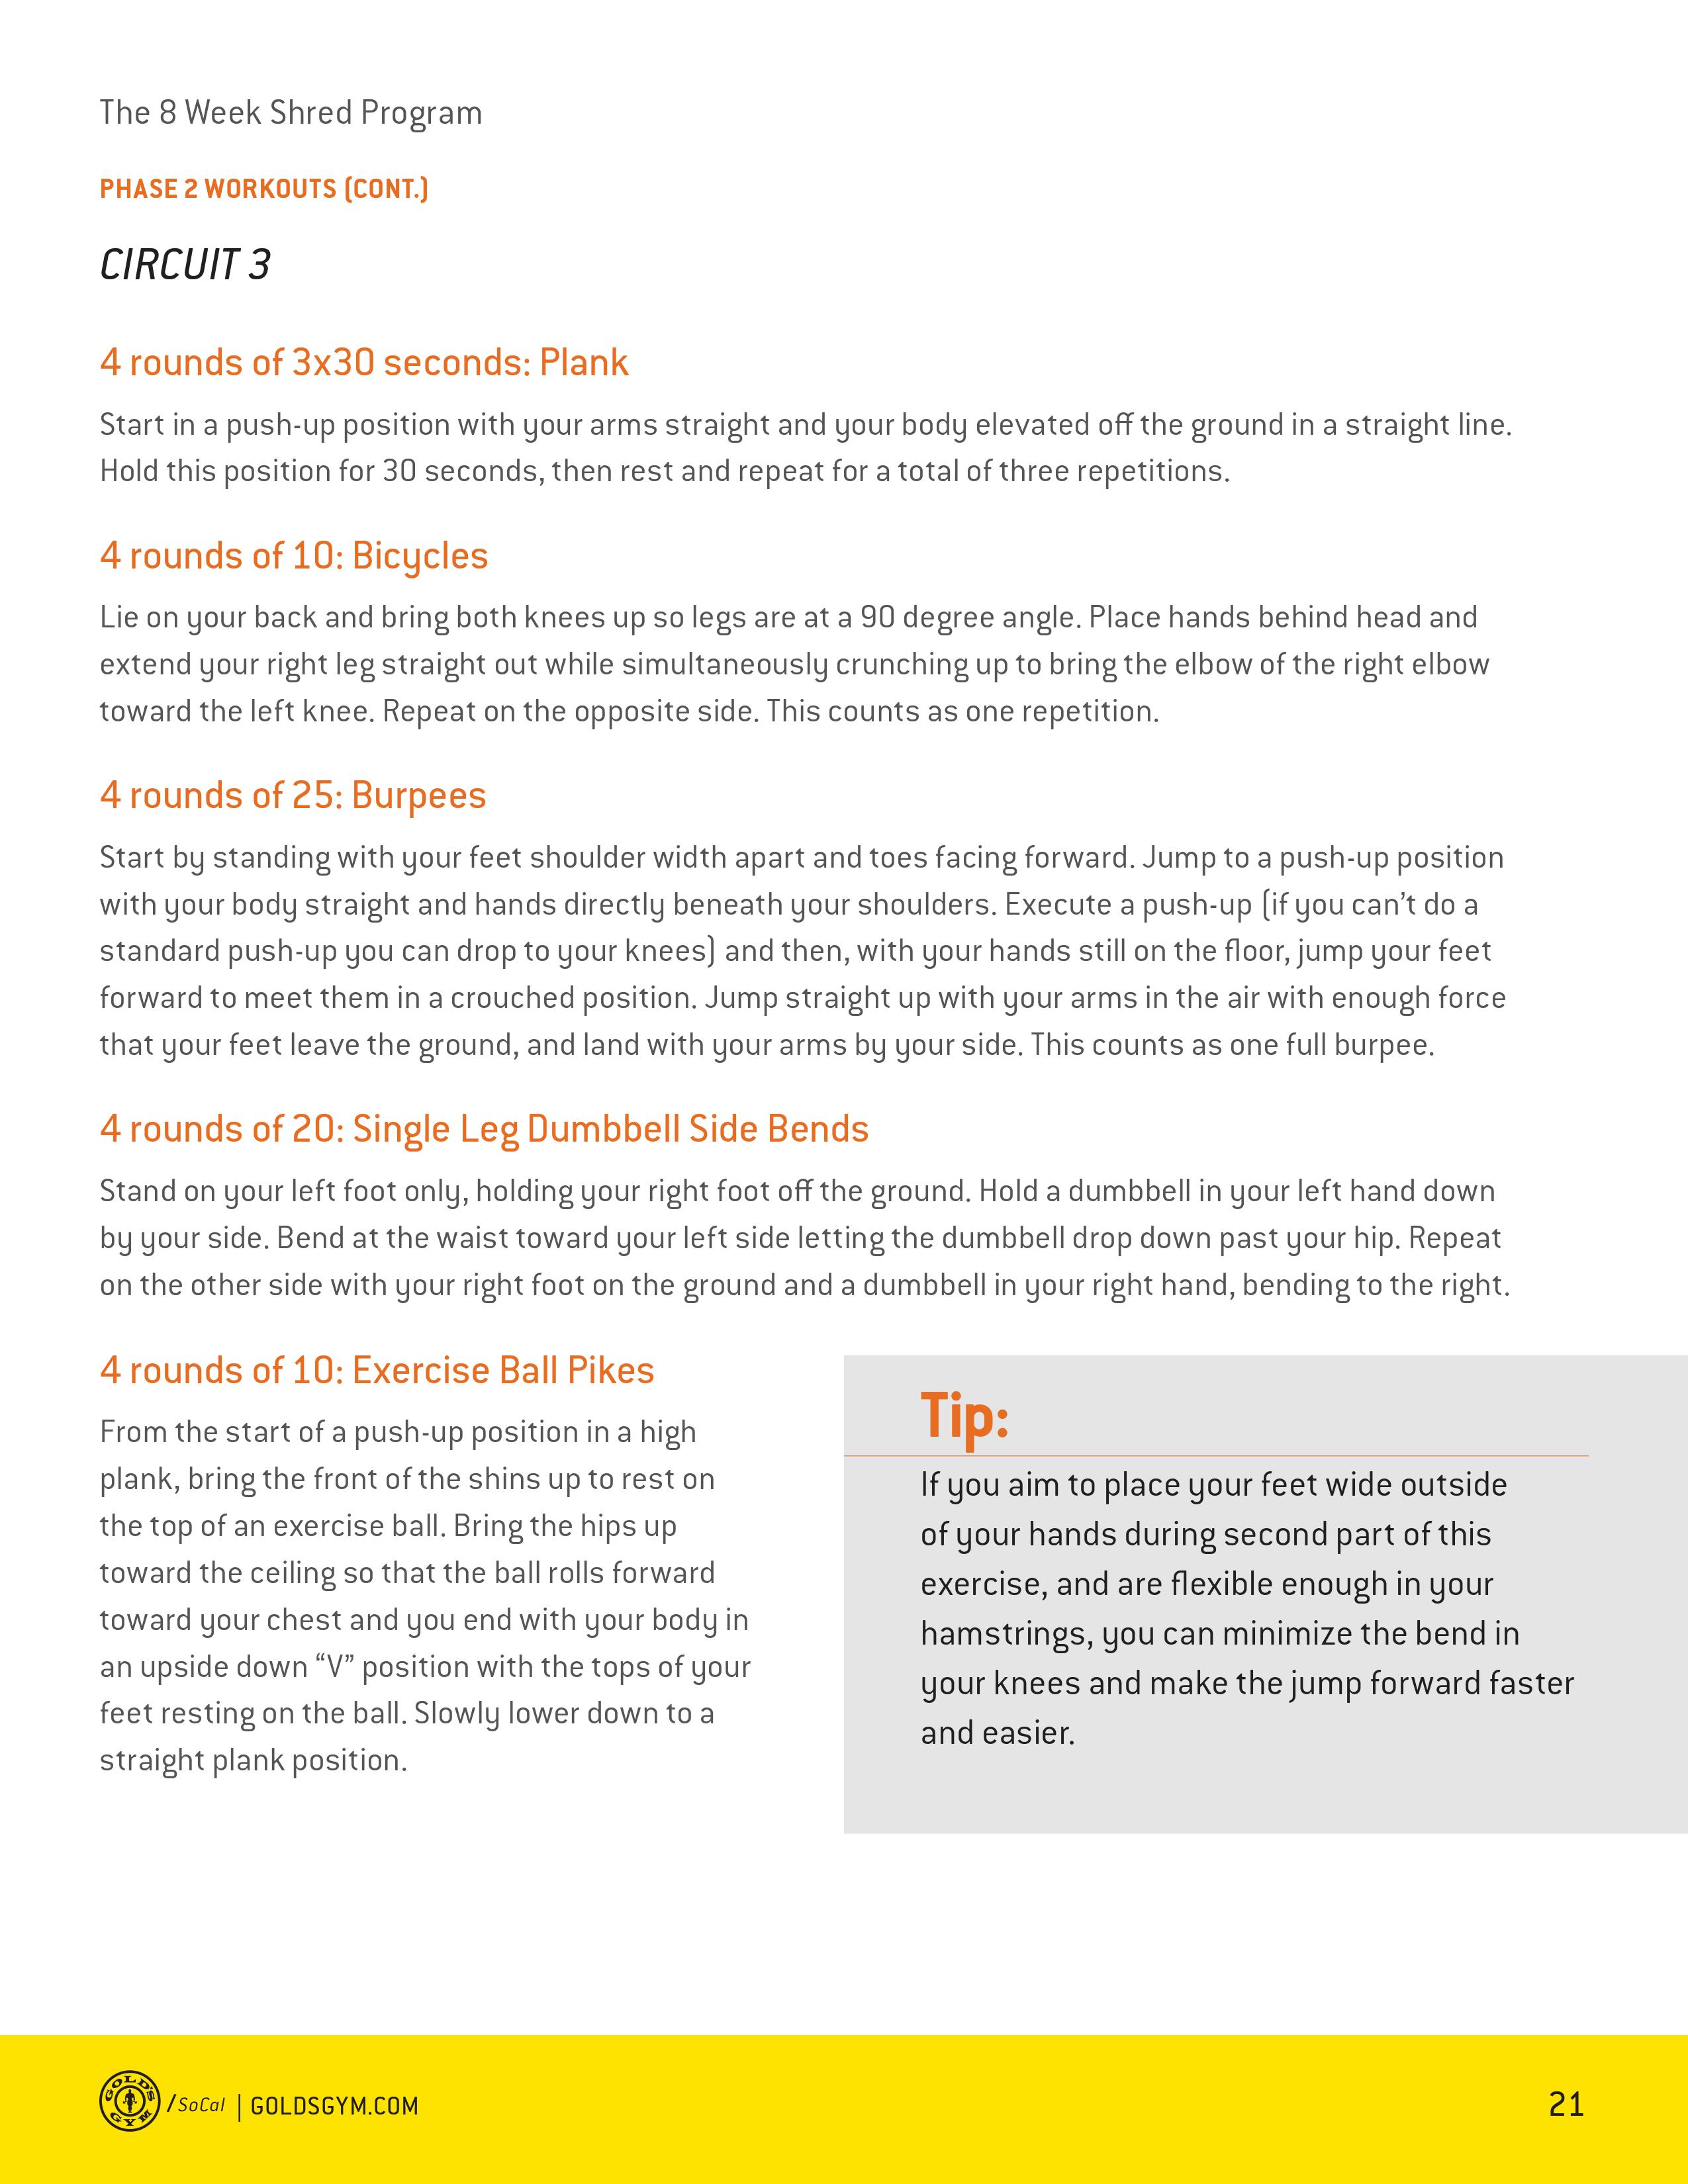 The 8 Week Shred Program
PHASE 2 WORKOUTS (CONT.)
CIRCUIT 3
4 rounds of 3x30 seconds: Plank
Start in a push-up position with your arms straight and your body elevated off the ground in a straight line.
Hold this position for 30 seconds, then rest and repeat for a total of three repetitions.
4 rounds of 10: Bicycles
Lie on your back and bring both knees up so legs are at a 90 degree angle. Place hands behind head and
extend your right leg straight out while simultaneously crunching up to bring the elbow of the right elbow
toward the left knee. Repeat on the opposite side. This counts as one repetition.
4 rounds of 25: Burpees
Start by standing with your feet shoulder width apart and toes facing forward. Jump to a push-up position
with your body straight and hands directly beneath your shoulders. Execute a push-up (if you can’t do a
standard push-up you can drop to your knees) and then, with your hands still on the floor, jump your feet
forward to meet them in a crouched position. Jump straight up with your arms in the air with enough force
that your feet leave the ground, and land with your arms by your side. This counts as one full burpee.
4 rounds of 20: Single Leg Dumbbell Side Bends
Stand on your left foot only, holding your right foot off the ground. Hold a dumbbell in your left hand down
by your side. Bend at the waist toward your left side letting the dumbbell drop down past your hip. Repeat
on the other side with your right foot on the ground and a dumbbell in your right hand, bending to the right.
4 rounds of 10: Exercise Ball Pikes
From the start of a push-up position in a high
plank, bring the front of the shins up to rest on
the top of an exercise ball. Bring the hips up
toward the ceiling so that the ball rolls forward
toward your chest and you end with your body in
an upside down “V” position with the tops of your
feet resting on the ball. Slowly lower down to a
straight plank position.
Tip:
If you aim to place your feet wide outside
of your hands during second part of this
exercise, and are flexible enough in your
hamstrings, you can minimize the bend in
your knees and make the jump forward faster
and easier.
GOLD'S GYM /SoCal | GOLDSGYM.COM
21